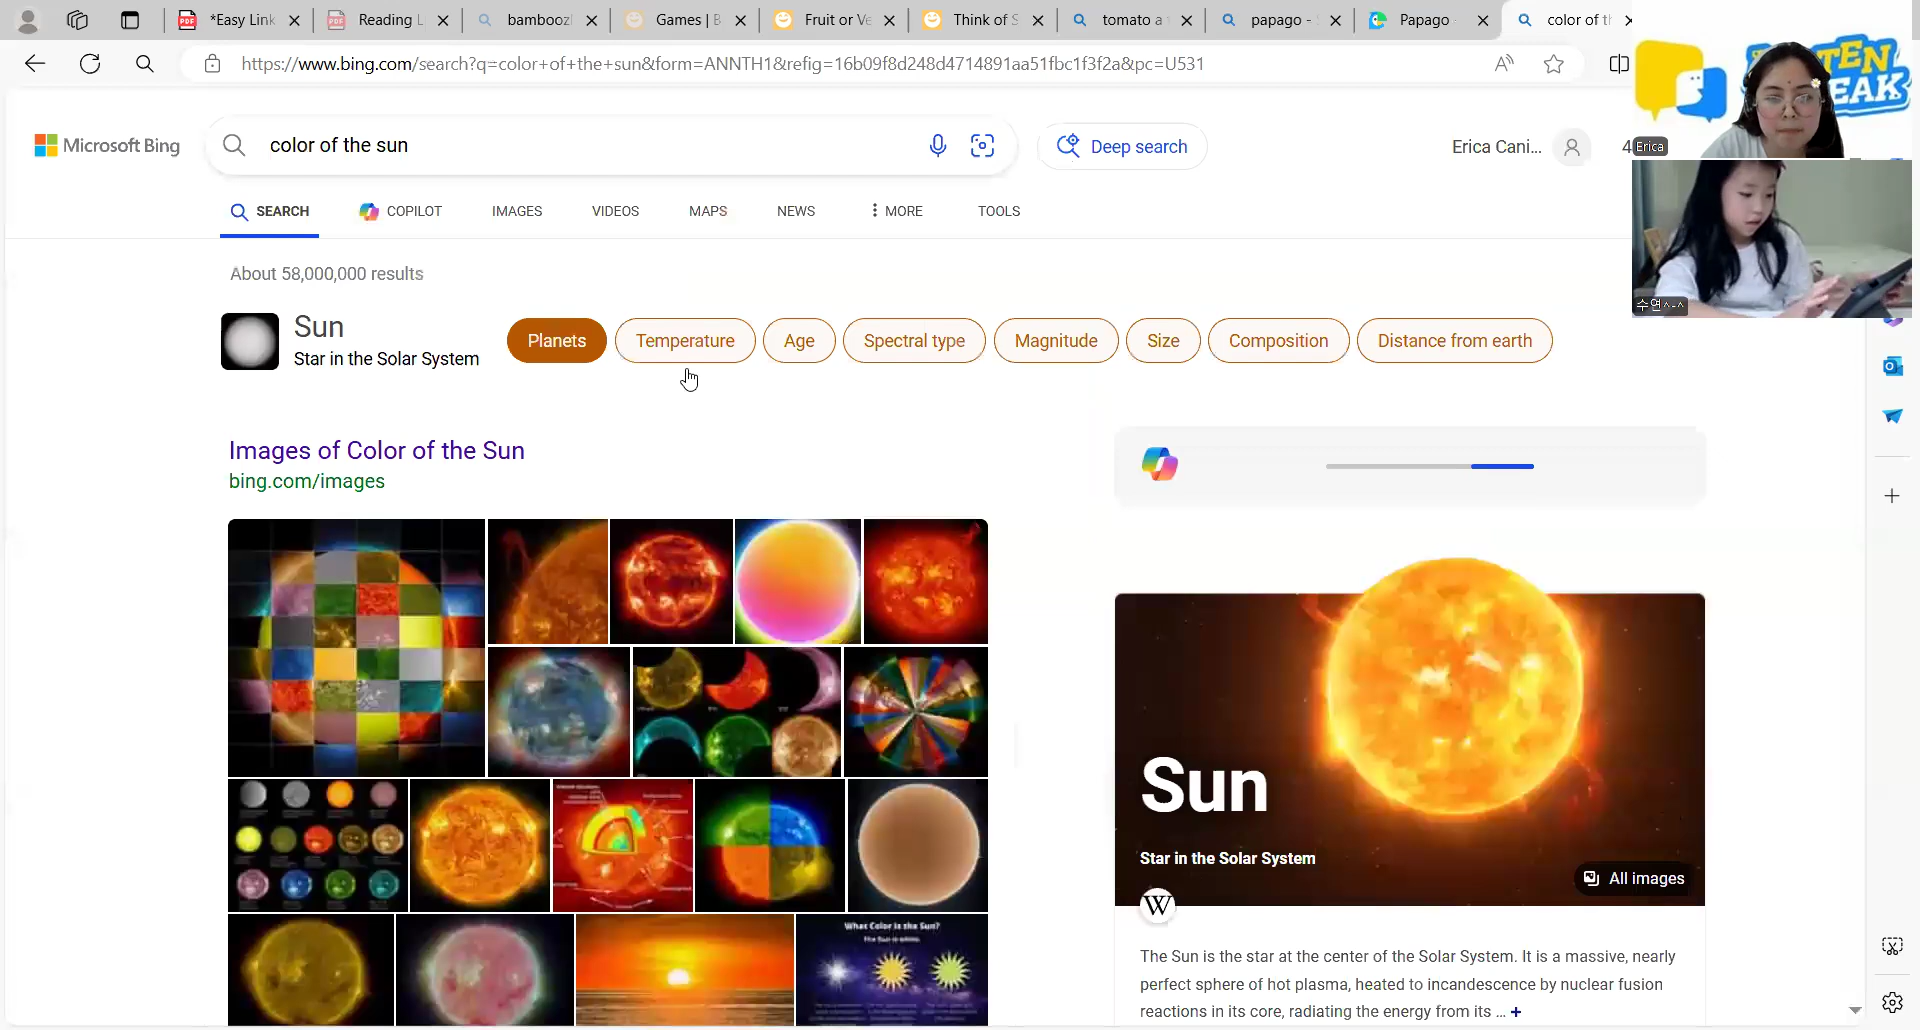 *Easy Link
Reading L
bambooz
Games | B
Fruit or Ve
Think of S
tomato a
papago -
Papago
color of th
https://www.bing.com/search?q=color+of+the+sun&form=ANNTH1&refig=16b09f8d248d4714891aa51fbc1f3f2a&pc=U531
Microsoft Bing
color of the sun
Deep search
Erica Cani...
Erica
SEARCH
COPILOT
IMAGES
VIDEOS
MAPS
NEWS
MORE
TOOLS
About 58,000,000 results
수연^-^
Sun
Star in the Solar System
Planets
Temperature
Age
Spectral type
Magnitude
Size
Composition
Distance from earth
Images of Color of the Sun
bing.com/images
Sun
Star in the Solar System
All images
W
What Color is the Sun?
The Sun is white.
The Sun is the star at the center of the Solar System. It is a massive, nearly
perfect sphere of hot plasma, heated to incandescence by nuclear fusion
reactions in its core, radiating the energy from its ... +